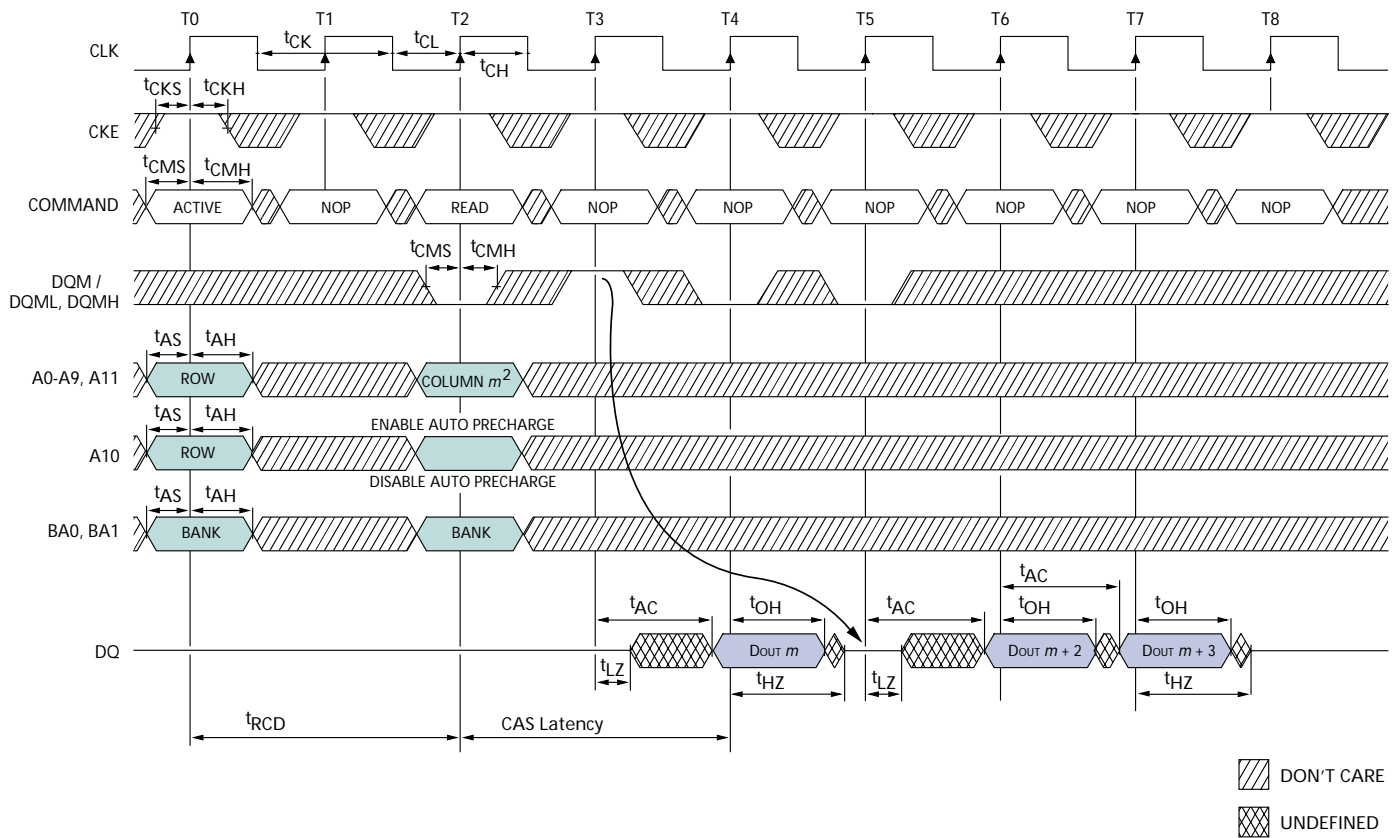 T0 T1 T2 T3 T4 T5 T6 T7 T8
CLK
tCK tCL
tCH
tCKS tCKH
CKE
tCMS tCMH
COMMAND ACTIVE NOP READ NOP NOP NOP NOP NOP NOP
tCMS tCMH
DQM /
DQML, DQMH
tAS tAH
A0-A9, A11 ROW COLUMN m2
tAS tAH
ENABLE AUTO PRECHARGE
A10 ROW
DISABLE AUTO PRECHARGE
tAS tAH
BA0, BA1 BANK BANK
tAC
tAC tOH tAC tOH tOH
DQ DOUT m DOUT m + 2 DOUT m + 3
tLZ tHZ tLZ tHZ
tRCD CAS Latency
DON'T CARE
UNDEFINED